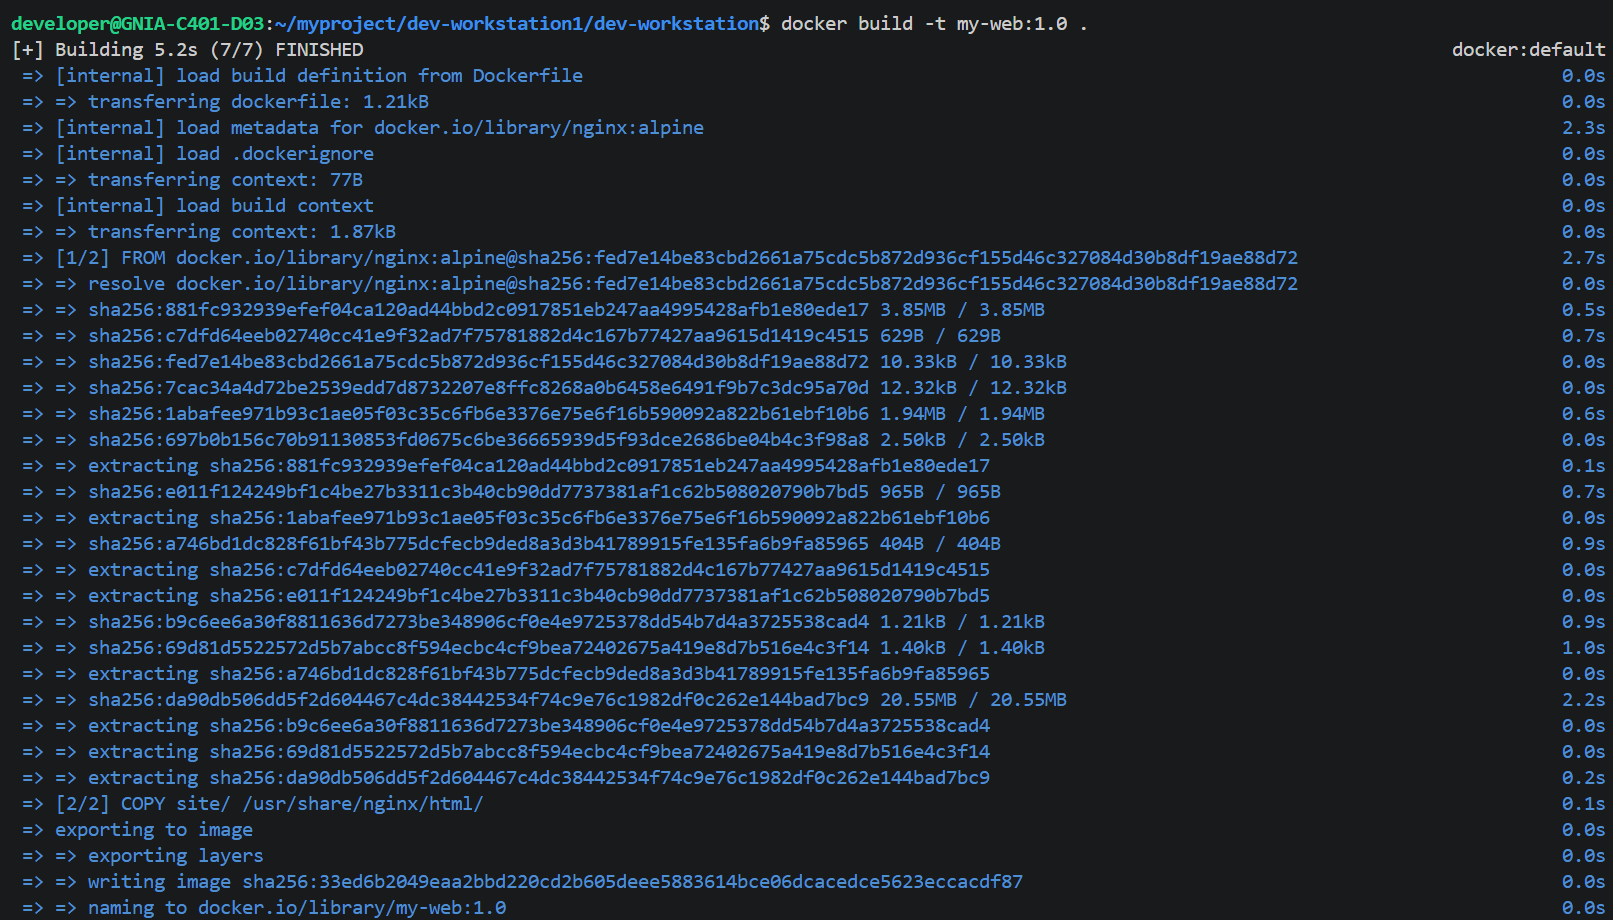 developer@GNIA-C401-D03:~/myproject/dev-workstation1/dev-workstation$ docker build -t my-web:1.0 .
[+] Building 5.2s (7/7) FINISHED docker:default
=> [internal] load build definition from Dockerfile 0.0s
=> => transferring dockerfile: 1.21kB 0.0s
=> [internal] load metadata for docker.io/library/nginx:alpine 2.3s
=> [internal] load .dockerignore 0.0s
=> => transferring context: 77B 0.0s
=> [internal] load build context 0.0s
=> => transferring context: 1.87kB 0.0s
=> [1/2] FROM docker.io/library/nginx:alpine@sha256:fed7e14be83cbd2661a75cdc5b872d936cf155d46c327084d30b8df19ae88d72 2.7s
=> => resolve docker.io/library/nginx:alpine@sha256:fed7e14be83cbd2661a75cdc5b872d936cf155d46c327084d30b8df19ae88d72 0.0s
=> => sha256:881fc932939efef04ca120ad44bbd2c0917851eb247aa4995428afb1e80ede17 3.85MB / 3.85MB 0.5s
=> => sha256:c7dfd64eeb02740cc41e9f32ad7f75781882d4c167b77427aa9615d1419c4515 629B / 629B 0.7s
=> => sha256:fed7e14be83cbd2661a75cdc5b872d936cf155d46c327084d30b8df19ae88d72 10.33kB / 10.33kB 0.0s
=> => sha256:7cac34a4d72be2539edd7d8732207e8ffc8268a0b6458e6491f9b7c3dc95a70d 12.32kB / 12.32kB 0.0s
=> => sha256:1abafee971b93c1ae05f03c35c6fb6e3376e75e6f16b590092a822b61ebf10b6 1.94MB / 1.94MB 0.6s
=> => sha256:697b0b156c70b91130853fd0675c6be36665939d5f93dce2686be04b4c3f98a8 2.50kB / 2.50kB 0.0s
=> => extracting sha256:881fc932939efef04ca120ad44bbd2c0917851eb247aa4995428afb1e80ede17 0.1s
=> => sha256:e011f124249bf1c4be27b3311c3b40cb90dd7737381af1c62b508020790b7bd5 965B / 965B 0.7s
=> => extracting sha256:1abafee971b93c1ae05f03c35c6fb6e3376e75e6f16b590092a822b61ebf10b6 0.0s
=> => sha256:a746bd1dc828f61bf43b775dcfecb9ded8a3d3b41789915fe135fa6b9fa85965 404B / 404B 0.9s
=> => extracting sha256:c7dfd64eeb02740cc41e9f32ad7f75781882d4c167b77427aa9615d1419c4515 0.0s
=> => extracting sha256:e011f124249bf1c4be27b3311c3b40cb90dd7737381af1c62b508020790b7bd5 0.0s
=> => sha256:b9c6ee6a30f8811636d7273be348906cf0e4e9725378dd54b7d4a3725538cad4 1.21kB / 1.21kB 0.9s
=> => sha256:69d81d5522572d5b7abcc8f594ecbc4cf9bea72402675a419e8d7b516e4c3f14 1.40kB / 1.40kB 1.0s
=> => extracting sha256:a746bd1dc828f61bf43b775dcfecb9ded8a3d3b41789915fe135fa6b9fa85965 0.0s
=> => sha256:da90db506dd5f2d604467c4dc38442534f74c9e76c1982df0c262e144bad7bc9 20.55MB / 20.55MB 2.2s
=> => extracting sha256:b9c6ee6a30f8811636d7273be348906cf0e4e9725378dd54b7d4a3725538cad4 0.0s
=> => extracting sha256:69d81d5522572d5b7abcc8f594ecbc4cf9bea72402675a419e8d7b516e4c3f14 0.0s
=> => extracting sha256:da90db506dd5f2d604467c4dc38442534f74c9e76c1982df0c262e144bad7bc9 0.2s
=> [2/2] COPY site/ /usr/share/nginx/html/ 0.1s
=> exporting to image 0.0s
=> => exporting layers 0.0s
=> => writing image sha256:33ed6b2049eaa2bbd220cd2b605deee5883614bce06dcacedce5623eccacdf87 0.0s
=> => naming to docker.io/library/my-web:1.0 0.0s